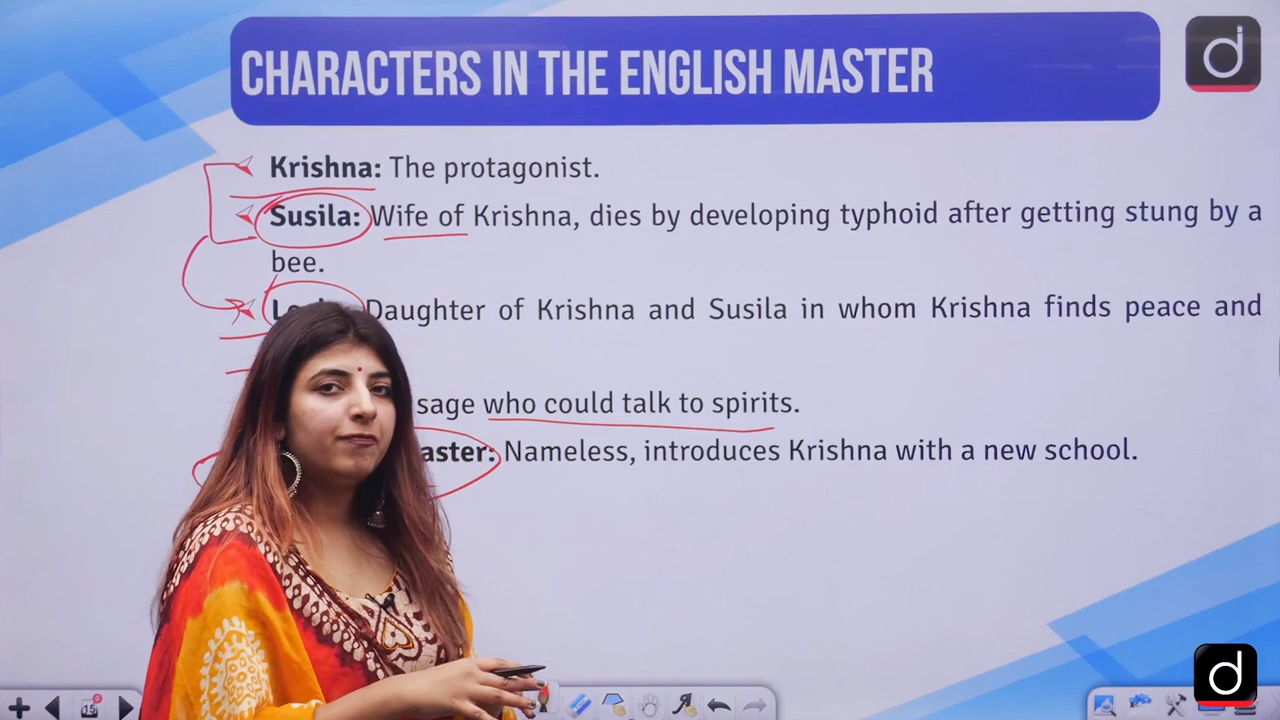 CHARACTERS IN THE ENGLISH MASTER
d
Krishna: The protagonist.
Susila: Wife of Krishna, dies by developing typhoid after getting stung by a
bee.
Daughter of Krishna and Susila in whom Krishna finds peace and
sage who could talk to spirits.
aster: Nameless, introduces Krishna with a new school.
d
15